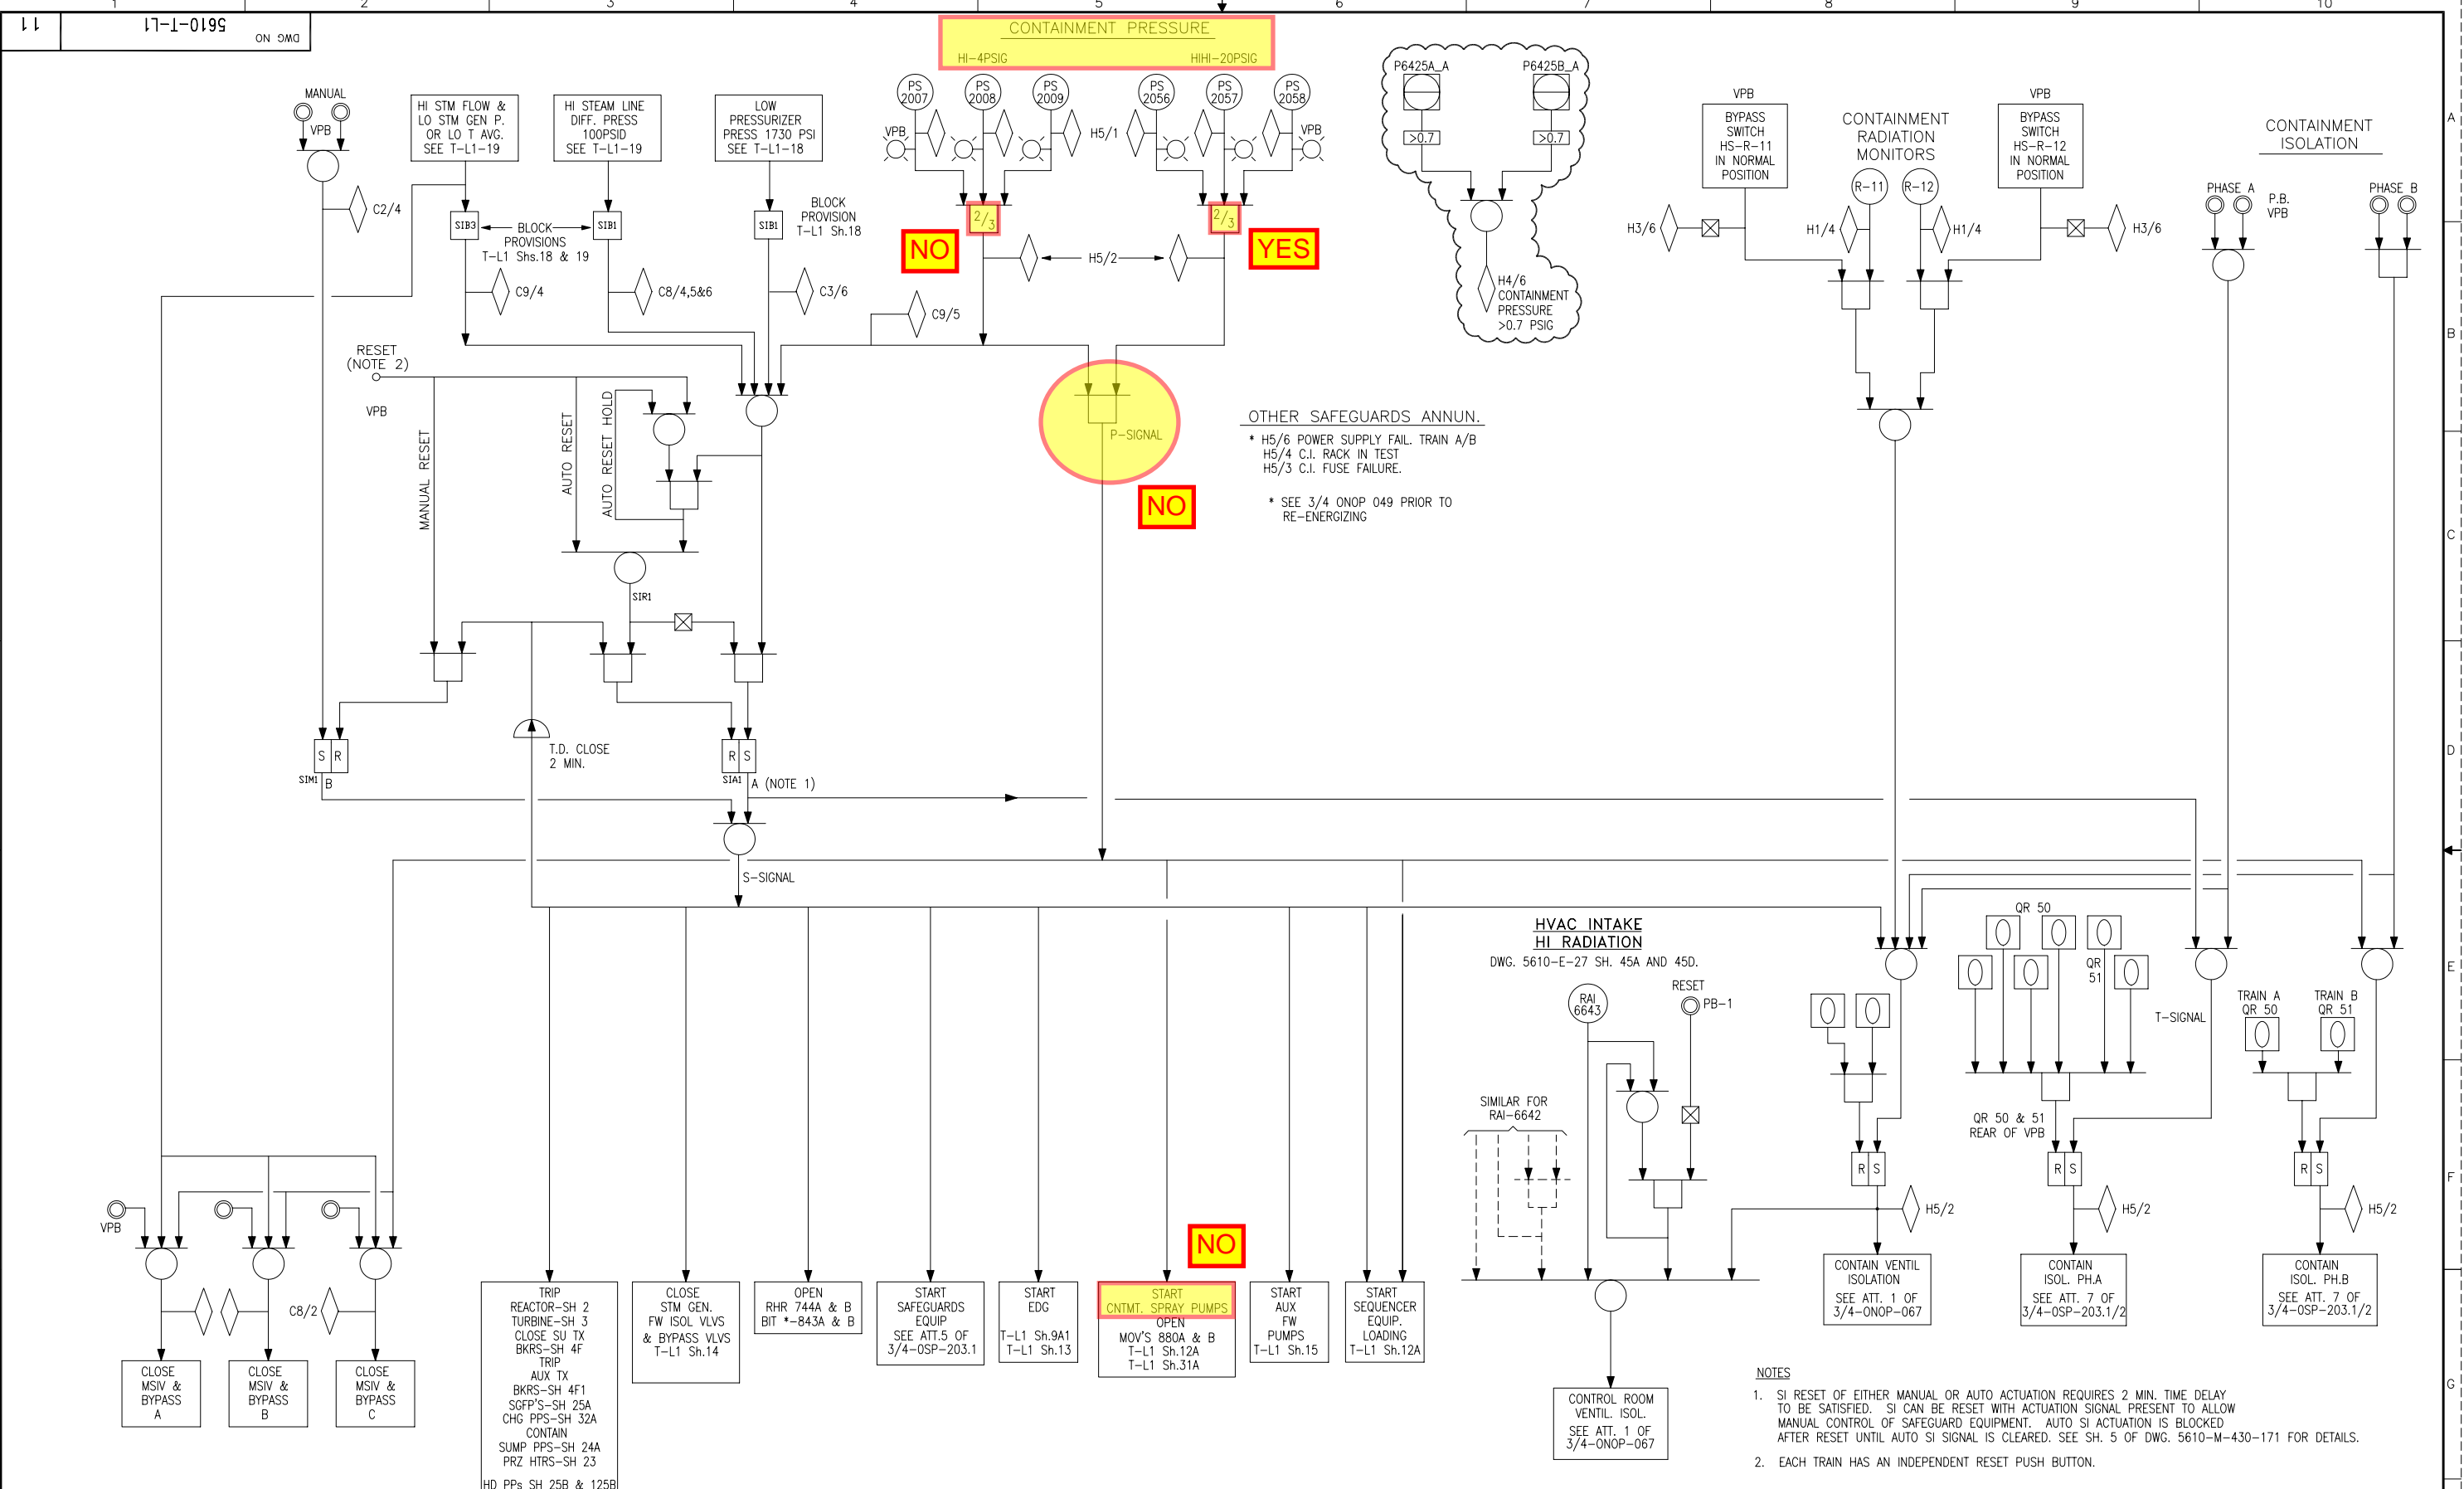 1 2 3 4 5 6 7 8 9 10
11
5610-T-L1
DWG NO
A
B
C
D
E
F
G
CONTAINMENT PRESSURE
HI-4PSIG HIHI-20PSIG
MANUAL
VPB
C2/4
HI STM FLOW &
LO STM GEN P.
OR LO T AVG.
SEE T-L1-19
HI STEAM LINE
DIFF. PRESS
100PSID
SEE T-L1-19
LOW
PRESSURIZER
PRESS 1730 PSI
SEE T-L1-18
SIB3
BLOCK
PROVISIONS
T-L1 Shs.18 & 19
SIB1
SIB1
BLOCK
PROVISION
T-L1 Sh.18
C9/4
C8/4,5&6
C3/6
C9/5
PS
2007
PS
2008
PS
2009
PS
2056
PS
2057
PS
2058
VPB
H5/1
VPB
2/3
2/3
NO
YES
H5/2
P6425A_A
P6425B_A
>0.7
>0.7
H4/6
CONTAINMENT
PRESSURE
>0.7 PSIG
VPB
BYPASS
SWITCH
HS-R-11
IN NORMAL
POSITION
CONTAINMENT
RADIATION
MONITORS
R-11
R-12
VPB
BYPASS
SWITCH
HS-R-12
IN NORMAL
POSITION
H3/6
H1/4
H1/4
H3/6
CONTAINMENT
ISOLATION
PHASE A
P.B.
VPB
PHASE B
RESET
(NOTE 2)
VPB
MANUAL RESET
AUTO RESET
AUTO RESET HOLD
P-SIGNAL
NO
OTHER SAFEGUARDS ANNUN.
* H5/6 POWER SUPPLY FAIL. TRAIN A/B
H5/4 C.I. RACK IN TEST
H5/3 C.I. FUSE FAILURE.
* SEE 3/4 ONOP 049 PRIOR TO
RE-ENERGIZING
SIR1
S R
SIM1
B
T.D. CLOSE
2 MIN.
R S
SIA1
A (NOTE 1)
S-SIGNAL
HVAC INTAKE
HI RADIATION
DWG. 5610-E-27 SH. 45A AND 45D.
RAI
6643
RESET
PB-1
SIMILAR FOR
RAI-6642
QR 50
QR
51
T-SIGNAL
TRAIN A
QR 50
TRAIN B
QR 51
QR 50 & 51
REAR OF VPB
R S
R S
R S
H5/2
H5/2
H5/2
VPB
C8/2
CLOSE
MSIV &
BYPASS
A
CLOSE
MSIV &
BYPASS
B
CLOSE
MSIV &
BYPASS
C
TRIP
REACTOR-SH 2
TURBINE-SH 3
CLOSE SU TX
BKRS-SH 4F
TRIP
AUX TX
BKRS-SH 4F1
SGFP'S-SH 25A
CHG PPS-SH 32A
CONTAIN
SUMP PPS-SH 24A
PRZ HTRS-SH 23
HD PPs SH 25B & 125B
CLOSE
STM GEN.
FW ISOL VLVS
& BYPASS VLVS
T-L1 Sh.14
OPEN
RHR 744A & B
BIT *-843A & B
START
SAFEGUARDS
EQUIP
SEE ATT.5 OF
3/4-OSP-203.1
START
EDG
T-L1 Sh.9A1
T-L1 Sh.13
NO
START
CNTMT. SPRAY PUMPS
OPEN
MOV'S 880A & B
T-L1 Sh.12A
T-L1 Sh.31A
START
AUX
FW
PUMPS
T-L1 Sh.15
START
SEQUENCER
EQUIP.
LOADING
T-L1 Sh.12A
CONTROL ROOM
VENTIL. ISOL.
SEE ATT. 1 OF
3/4-ONOP-067
CONTAIN VENTIL
ISOLATION
SEE ATT. 1 OF
3/4-ONOP-067
CONTAIN
ISOL. PH.A
SEE ATT. 7 OF
3/4-OSP-203.1/2
CONTAIN
ISOL. PH.B
SEE ATT. 7 OF
3/4-OSP-203.1/2
NOTES
1. SI RESET OF EITHER MANUAL OR AUTO ACTUATION REQUIRES 2 MIN. TIME DELAY
TO BE SATISFIED. SI CAN BE RESET WITH ACTUATION SIGNAL PRESENT TO ALLOW
MANUAL CONTROL OF SAFEGUARD EQUIPMENT. AUTO SI ACTUATION IS BLOCKED
AFTER RESET UNTIL AUTO SI SIGNAL IS CLEARED. SEE SH. 5 OF DWG. 5610-M-430-171 FOR DETAILS.
2. EACH TRAIN HAS AN INDEPENDENT RESET PUSH BUTTON.